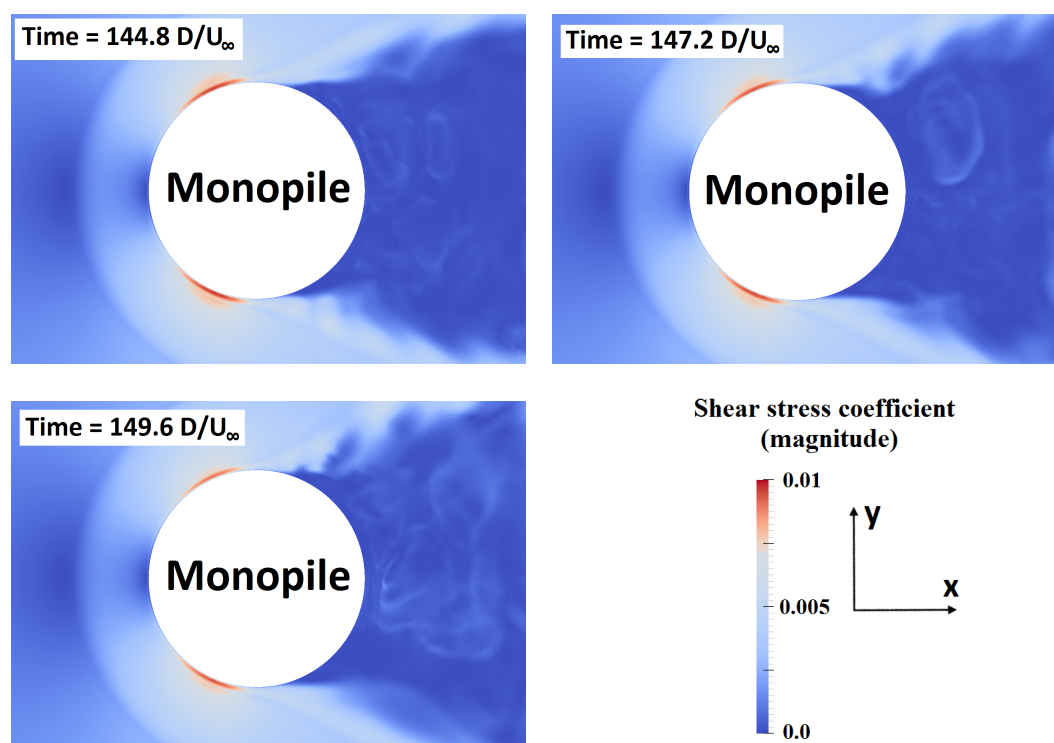 Time = 144.8 D/U∞
Monopile
Time = 147.2 D/U∞
Monopile
Time = 149.6 D/U∞
Monopile
Shear stress coefficient
(magnitude)
0.01
0.005
0.0
y
x